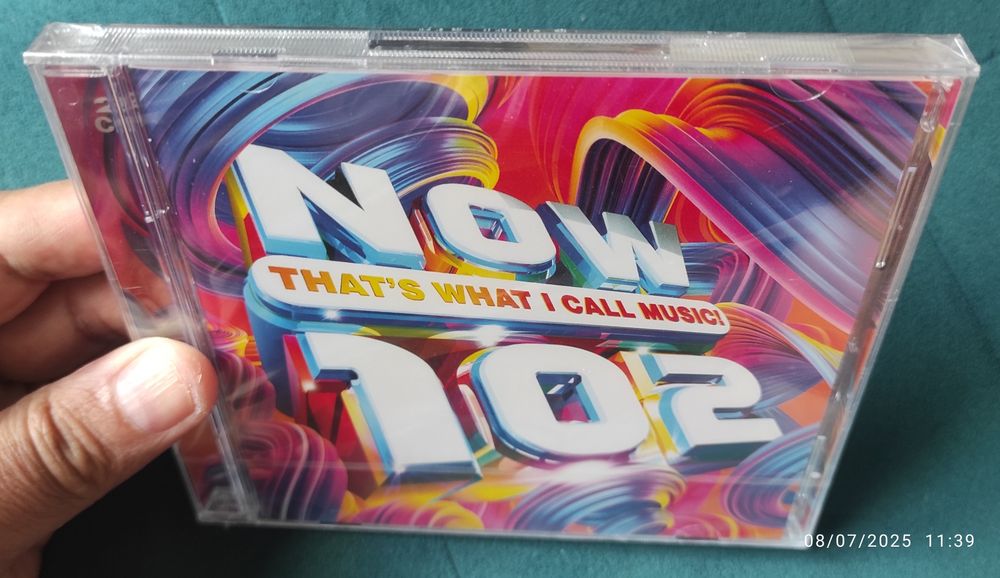 NOW
THAT'S WHAT I CALL MUSIC!
102
08/07/2025 11:39